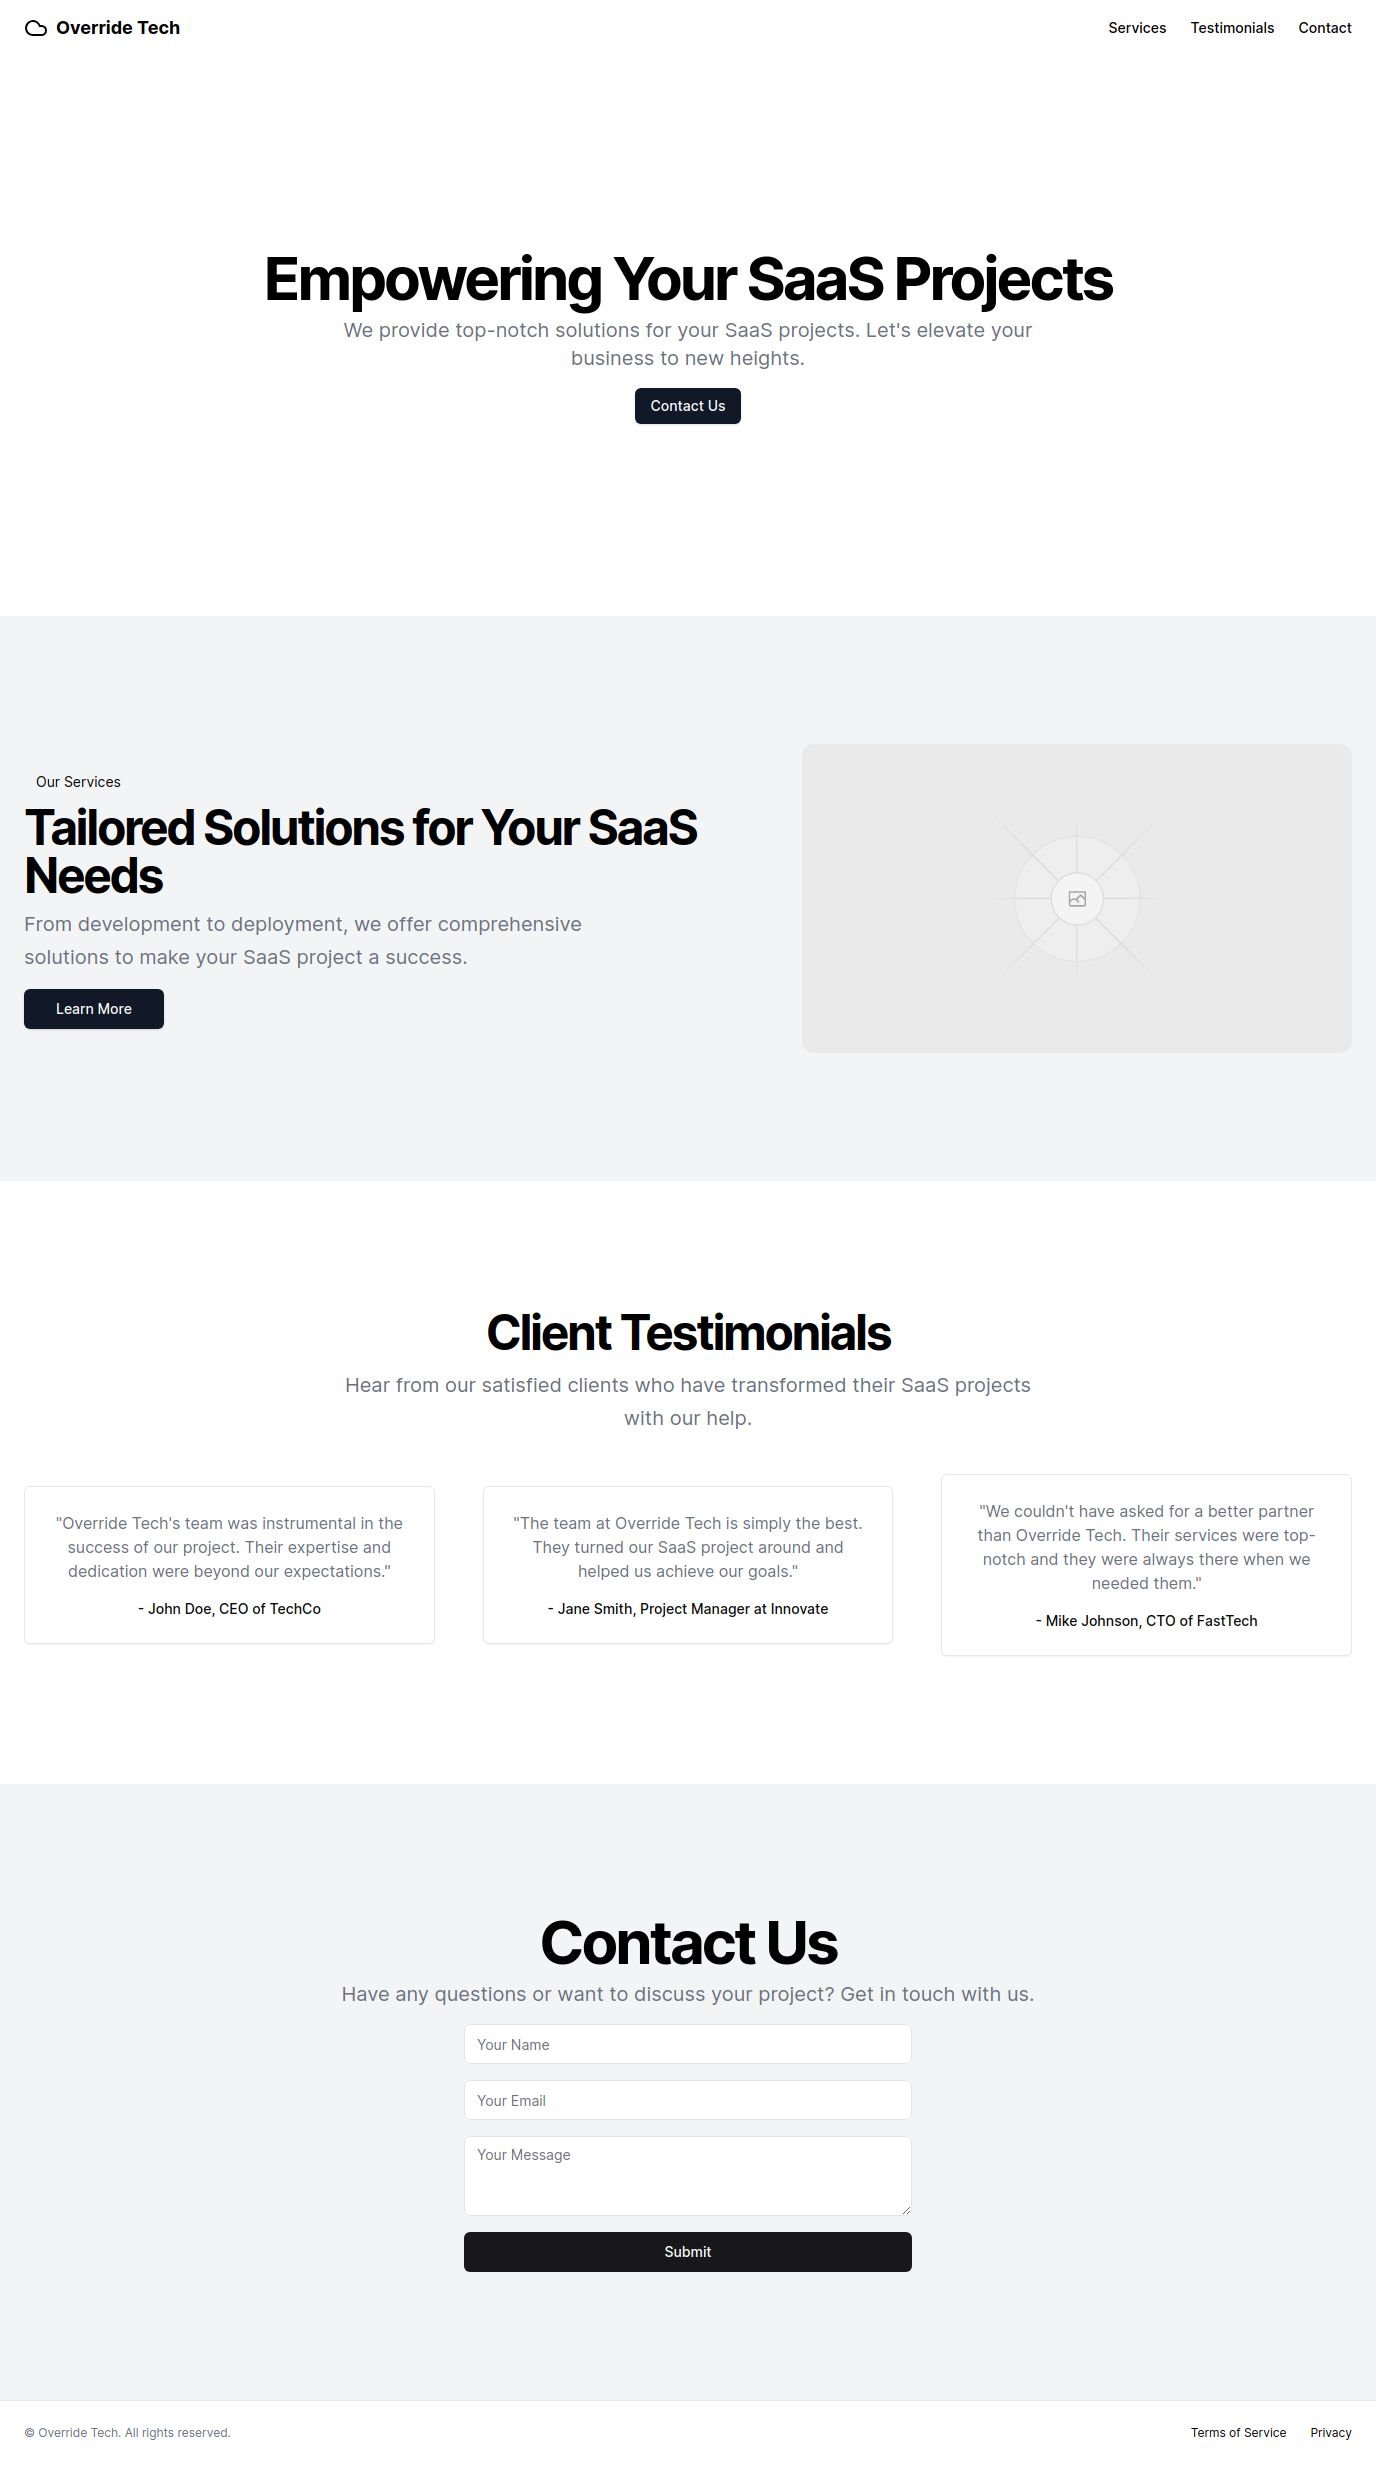 Override Tech
Services
Testimonials
Contact
Empowering Your SaaS Projects
We provide top-notch solutions for your SaaS projects. Let's elevate your
business to new heights.
Contact Us
Our Services
Tailored Solutions for Your SaaS
Needs
From development to deployment, we offer comprehensive
solutions to make your SaaS project a success.
Learn More
Client Testimonials
Hear from our satisfied clients who have transformed their SaaS projects
with our help.
"Override Tech's team was instrumental in the
success of our project. Their expertise and
dedication were beyond our expectations."
- John Doe, CEO of TechCo
"The team at Override Tech is simply the best.
They turned our SaaS project around and
helped us achieve our goals."
- Jane Smith, Project Manager at Innovate
"We couldn't have asked for a better partner
than Override Tech. Their services were top-
notch and they were always there when we
needed them."
- Mike Johnson, CTO of FastTech
Contact Us
Have any questions or want to discuss your project? Get in touch with us.
Your Name
Your Email
Your Message
Submit
© Override Tech. All rights reserved.
Terms of Service
Privacy